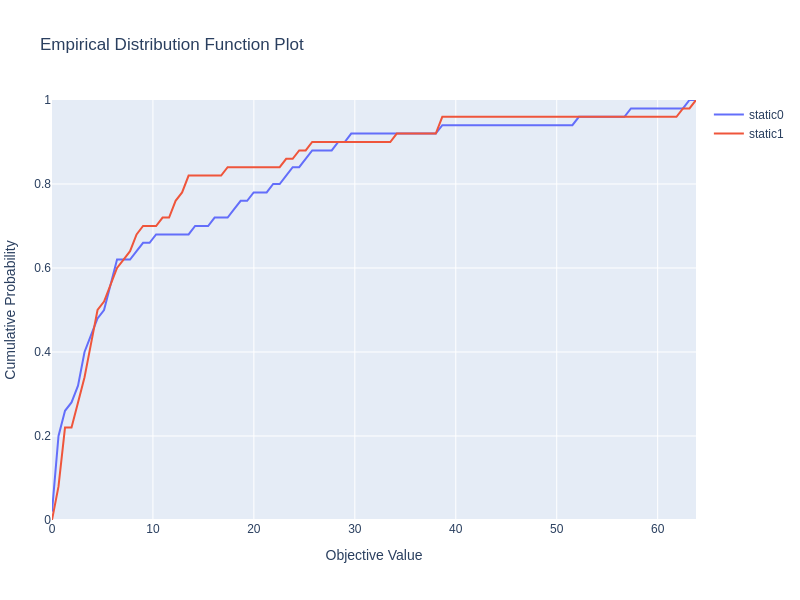 Empirical Distribution Function Plot
static0
static1
Cumulative Probability
1
0.8
0.6
0.4
0.2
0
0 10 20 30 40 50 60
Objective Value